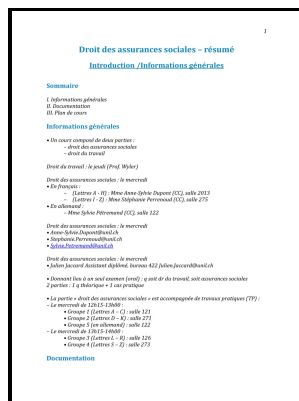 1
Droit des assurances sociales – résumé
Introduction /Informations générales
Sommaire
I. Informations générales
II. Documentation
III. Plan de cours
Informations générales
• Un cours composé de deux parties :
– droit des assurances sociales
– droit du travail
Droit du travail : le jeudi (Prof. Wyler)
Droit des assurances sociales : le mercredi
• En français :
– (Lettres A - H) : Mme Anne-Sylvie Dupont (CC), salle 2013
– (Lettres I - Z) : Mme Stéphanie Perrenoud (CC), salle 275
• En allemand :
– Mme Sylvie Pétremand (CC), salle 122
Droit des assurances sociales : le mercredi
• Anne-Sylvie.Dupont@unil.ch
• Stephanie.Perrenoud@unil.ch
• Sylvie.Petremand@unil.ch
Droit des assurances sociales : le mercredi
• Julien Jaccard Assistant diplômé, bureau 422 Julien.Jaccard@unil.ch
• Donnant lieu à un seul examen (oral) : q soit dr du travail, soit assurances sociales
2 parties : 1 q théorique + 1 cas pratique
• La partie « droit des assurances sociales » est accompagnée de travaux pratiques (TP) :
– Le mercredi de 12h15-13h00 :
• Groupe 1 (Lettres A – C) : salle 121
• Groupe 2 (Lettres D – K) : salle 271
• Groupe 5 (en allemand) : salle 122
– Le mercredi de 13h15-14h00 :
• Groupe 3 (Lettres L – R) : salle 126
• Groupe 4 (Lettres S – Z) : salle 273
Documentation